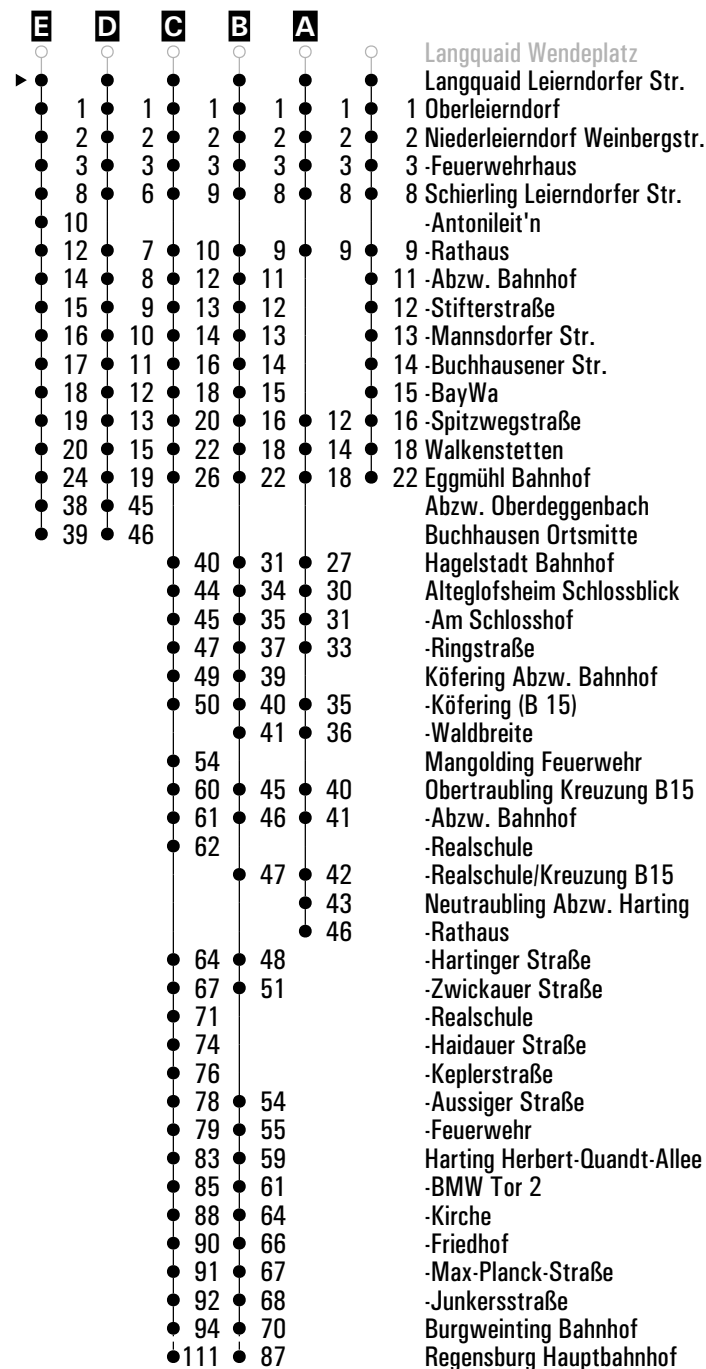 E D C B A
Langquaid Wendeplatz
Langquaid Leierndorfer Str.
1 1 1 1 1 1 Oberleierndorf
2 2 2 2 2 2 Niederleierndorf Weinbergstr.
3 3 3 3 3 3 -Feuerwehrhaus
8 6 9 8 8 8 Schierling Leierndorfer Str.
10 -Antonileit'n
12 7 10 9 9 9 -Rathaus
14 8 12 11 11 -Abzw. Bahnhof
15 9 13 12 12 -Stifterstraße
16 10 14 13 13 -Mannsdorfer Str.
17 11 16 14 14 -Buchhausener Str.
18 12 18 15 15 -BayWa
19 13 20 16 12 16 -Spitzwegstraße
20 15 22 18 14 18 Walkenstetten
24 19 26 22 18 22 Eggmühl Bahnhof
38 45 Abzw. Oberdeggenbach
39 46 Buchhausen Ortsmitte
40 31 27 Hagelstadt Bahnhof
44 34 30 Alteglofsheim Schlossblick
45 35 31 -Am Schlosshof
47 37 33 -Ringstraße
49 39 Köfering Abzw. Bahnhof
50 40 35 -Köfering (B 15)
41 36 -Waldbreite
54 Mangolding Feuerwehr
60 45 40 Obertraubling Kreuzung B15
61 46 41 -Abzw. Bahnhof
62 -Realschule
47 42 -Realschule/Kreuzung B15
43 Neutraubling Abzw. Harting
46 -Rathaus
64 48 -Hartinger Straße
67 51 -Zwickauer Straße
71 -Realschule
74 -Haidauer Straße
76 -Keplerstraße
78 54 -Aussiger Straße
79 55 -Feuerwehr
83 59 Harting Herbert-Quandt-Allee
85 61 -BMW Tor 2
88 64 -Kirche
90 66 -Friedhof
91 67 -Max-Planck-Straße
92 68 -Junkersstraße
94 70 Burgweinting Bahnhof
111 87 Regensburg Hauptbahnhof